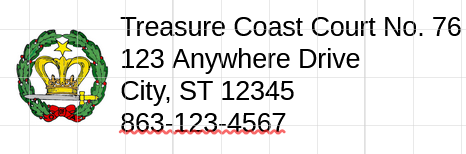 Treasure Coast Court No. 76
123 Anywhere Drive
City, ST 12345
863-123-4567